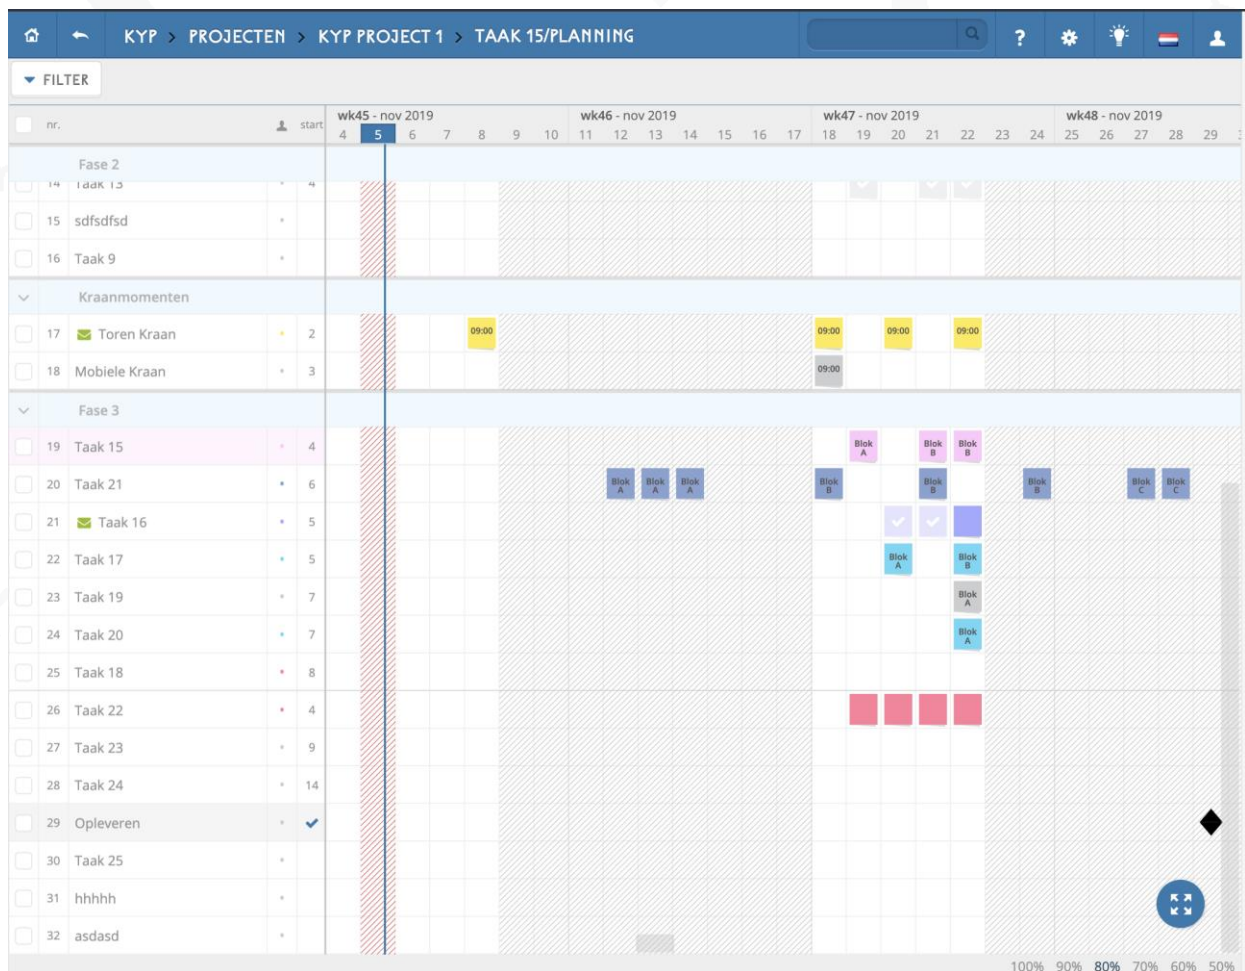 KYP > PROJECTEN > KYP PROJECT 1 > TAAK 15/PLANNING ?
FILTER
nr. start wk45 - nov 2019 wk46 - nov 2019 wk47 - nov 2019 wk48 - nov 2019
4 5 6 7 8 9 10 11 12 13 14 15 16 17 18 19 20 21 22 23 24 25 26 27 28 29
Fase 2
14 Taak 13 4
15 sdfsdfsd
16 Taak 9
Kraanmomenten
17 Toren Kraan 2 09:00 09:00 09:00 09:00
18 Mobiele Kraan 3 09:00
Fase 3
19 Taak 15 4 Blok A Blok B Blok B
20 Taak 21 6 Blok A Blok A Blok A Blok B Blok B Blok B Blok C Blok C
21 Taak 16 5
22 Taak 17 5 Blok A Blok B
23 Taak 19 7 Blok A
24 Taak 20 7 Blok A
25 Taak 18 8
26 Taak 22 4
27 Taak 23 9
28 Taak 24 14
29 Opleveren
30 Taak 25
31 hhhhh
32 asdasd
100% 90% 80% 70% 60% 50%